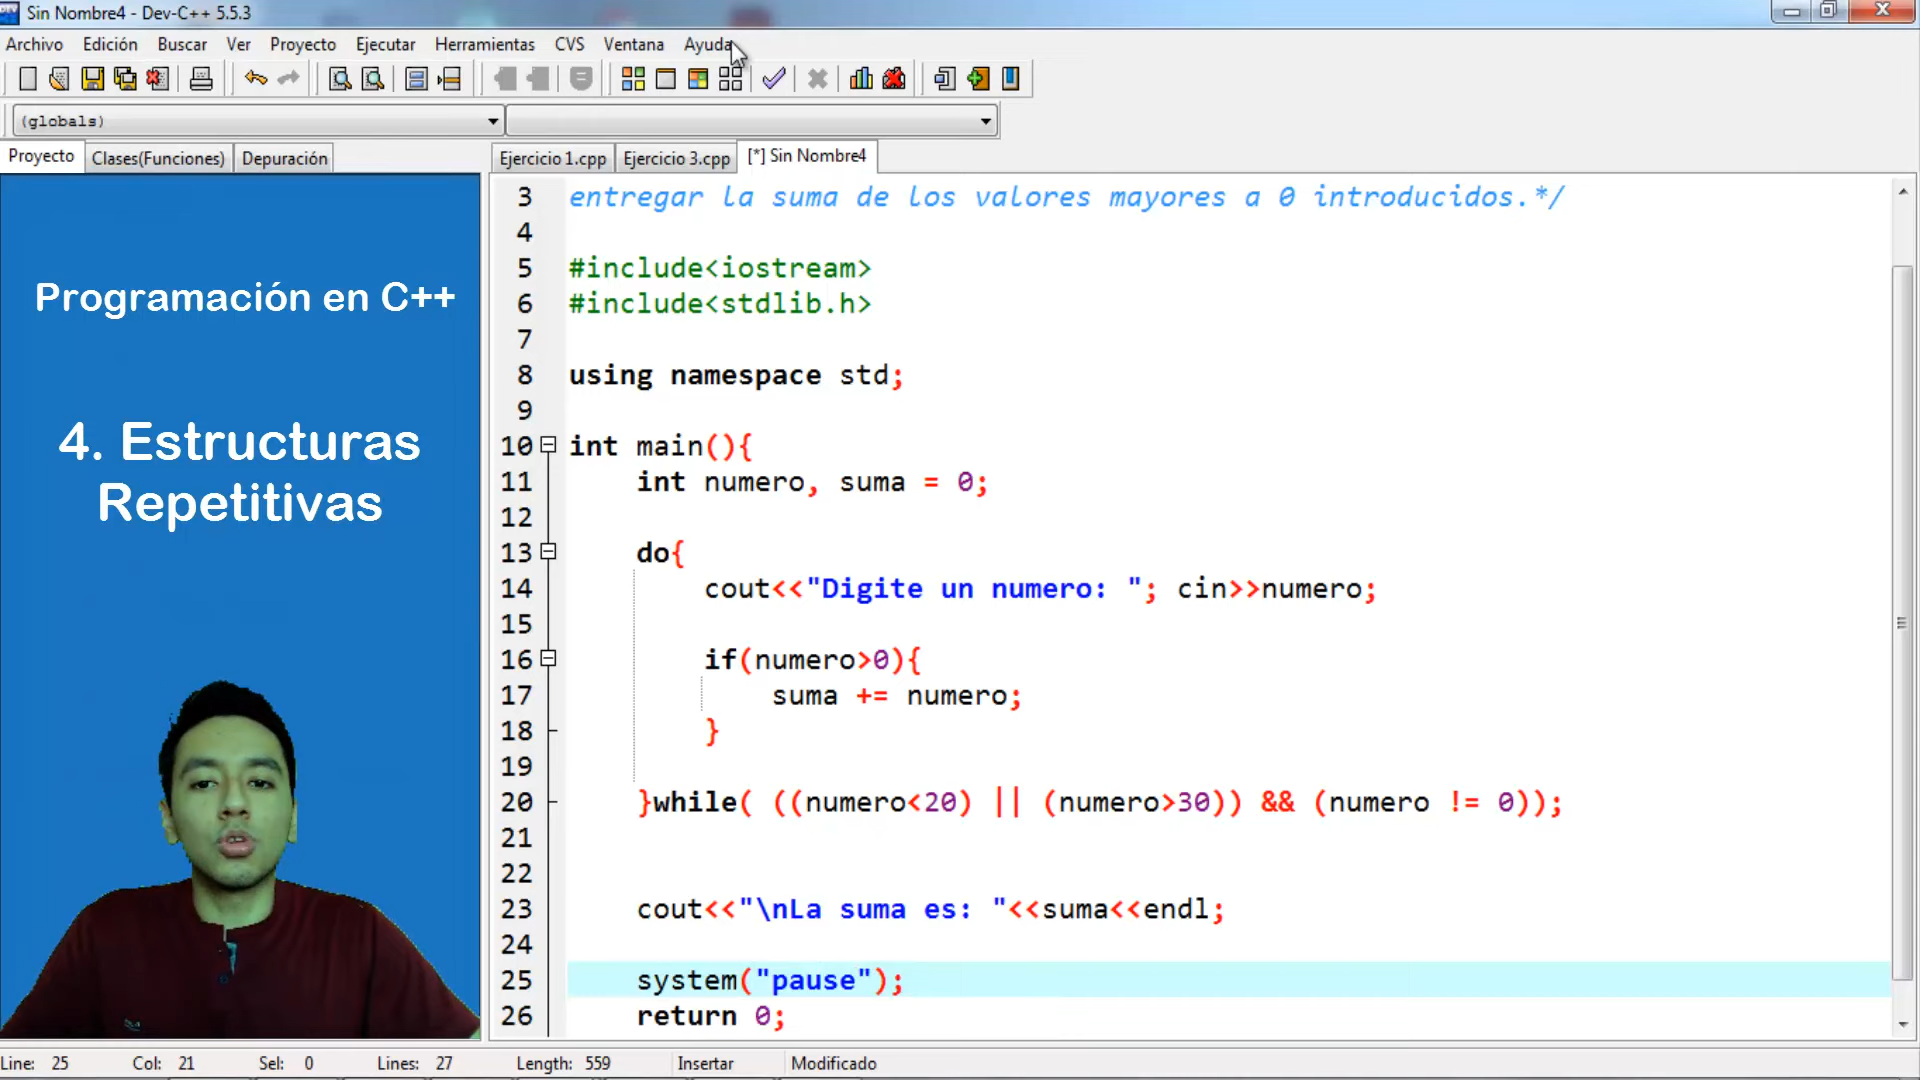 Sin Nombre4 - Dev-C++ 5.5.3
Archivo Edición Buscar Ver Proyecto Ejecutar Herramientas CVS Ventana Ayuda
(globals)
Proyecto Clases(Funciones) Depuración
Ejercicio 1.cpp Ejercicio 3.cpp [*] Sin Nombre4
Programación en C++
4. Estructuras
Repetitivas
3 entregar la suma de los valores mayores a 0 introducidos.*/
4
5 #include<iostream>
6 #include<stdlib.h>
7
8 using namespace std;
9
10 int main(){
11 int numero, suma = 0;
12
13 do{
14 cout<<"Digite un numero: "; cin>>numero;
15
16 if(numero>0){
17 suma += numero;
18 }
19
20 }while( ((numero<20) || (numero>30)) && (numero != 0));
21
22
23 cout<<"\nLa suma es: "<<suma<<endl;
24
25 system("pause");
26 return 0;
Line: 25 Col: 21 Sel: 0 Lines: 27 Length: 559 Insertar Modificado